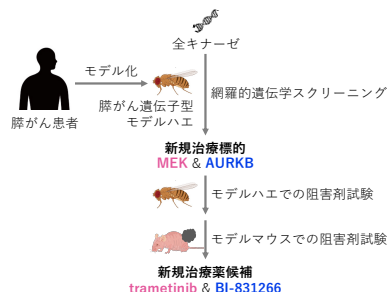 全キナーゼ
モデル化
網羅的遺伝学スクリーニング
膵がん遺伝子型
モデルハエ
膵がん患者
新規治療標的
MEK & AURKB
モデルハエでの阻害剤試験
モデルマウスでの阻害剤試験
新規治療薬候補
trametinib & BI-831266